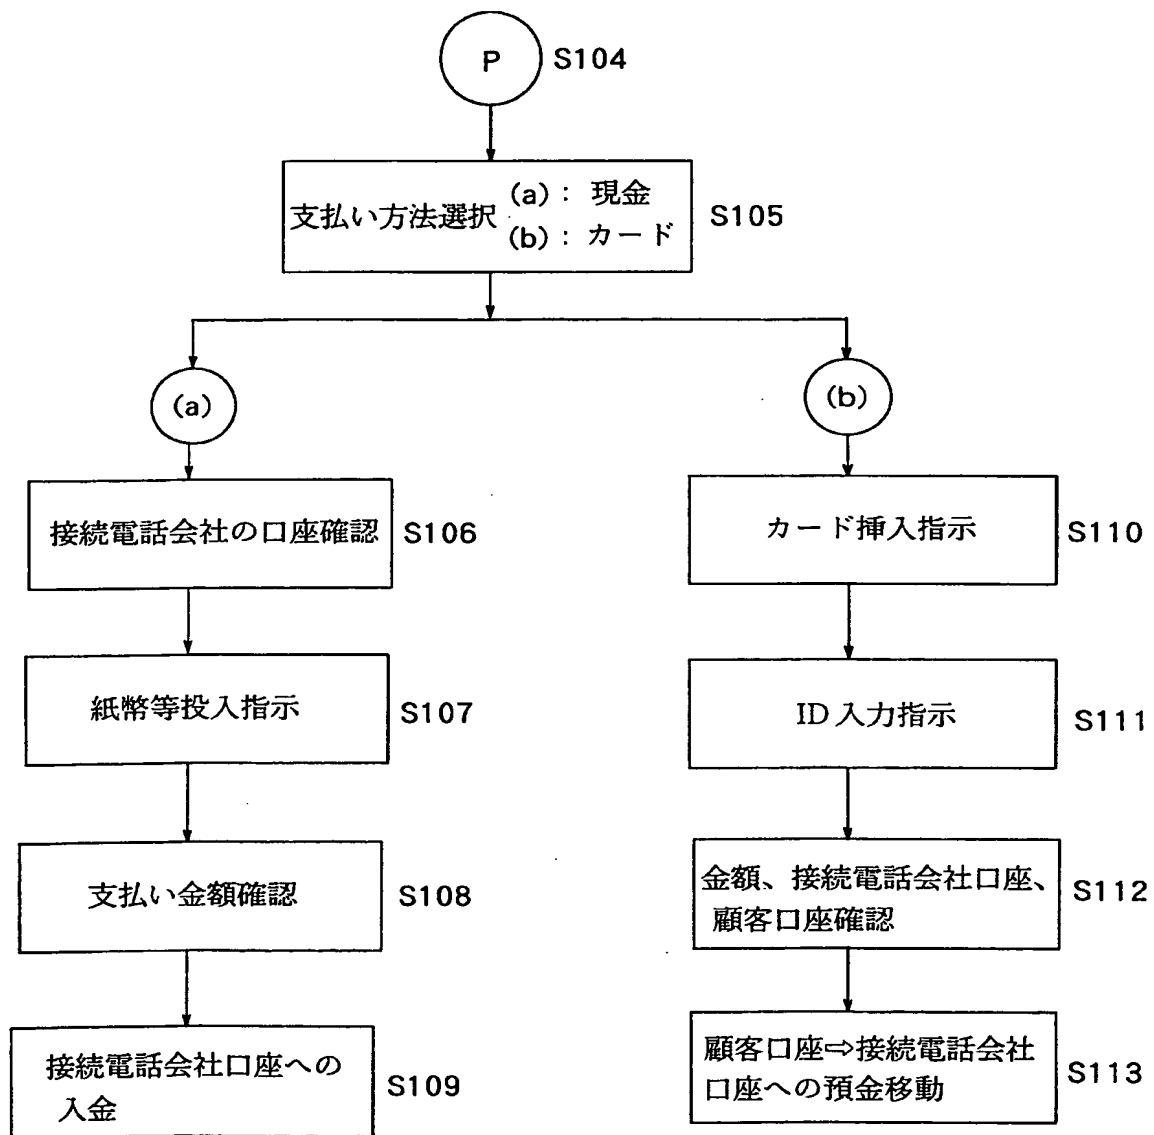 P S104
支払い方法選択 (a): 現金
(b): カード
S105
(a)
(b)
接続電話会社の口座確認 S106
カード挿入指示 S110
紙幣等投入指示 S107
ID入力指示 S111
支払い金額確認 S108
金額、接続電話会社口座、
顧客口座確認
S112
接続電話会社口座への
入金
S109
顧客口座⇨接続電話会社
口座への預金移動
S113